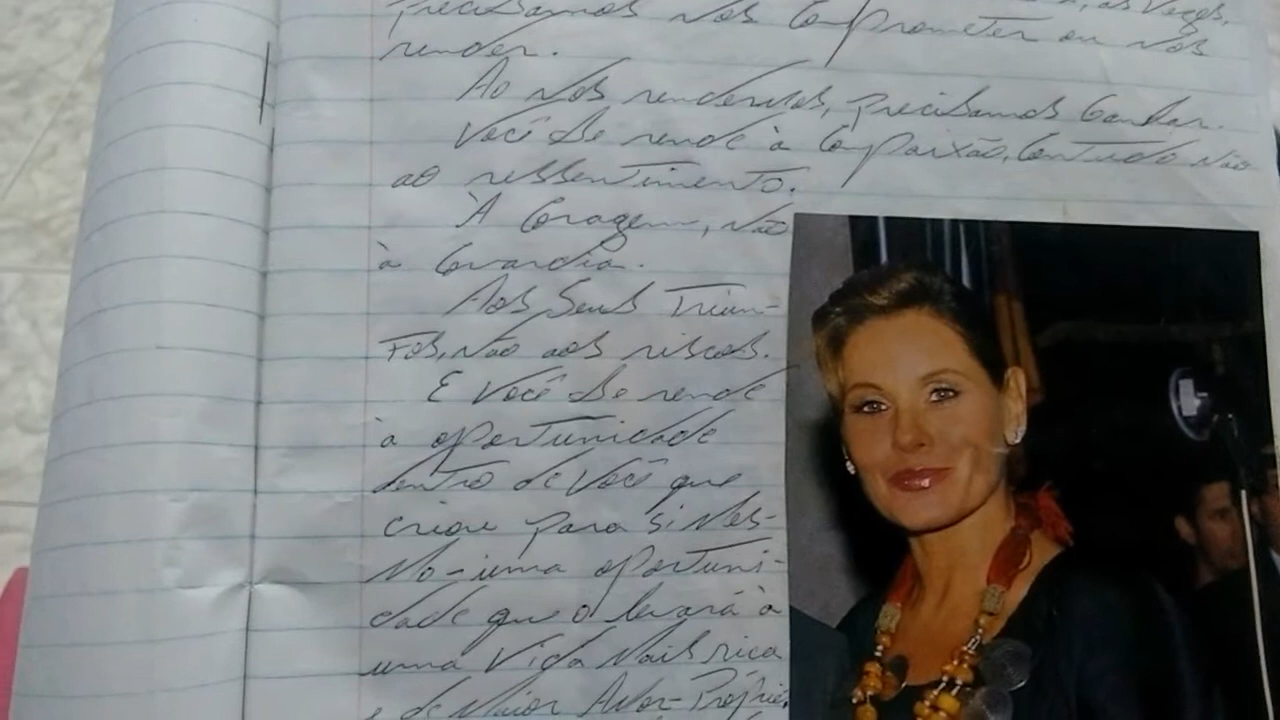 , às vezes,
precisamos nos comprometer ou nos
render.
Ao nos rendermos, precisamos ganhar.
Você se rende à compaixão, contudo não
ao ressentimento.
À coragem, não
à covardia.
Aos seus Triun-
fos, não aos riscos.
E você se rende
à oportunidade
dentro de você que
crique para si mes-
mo - uma oportuni-
dade que o levará à
uma vida mais rica
e de maior Amor-Próprio,